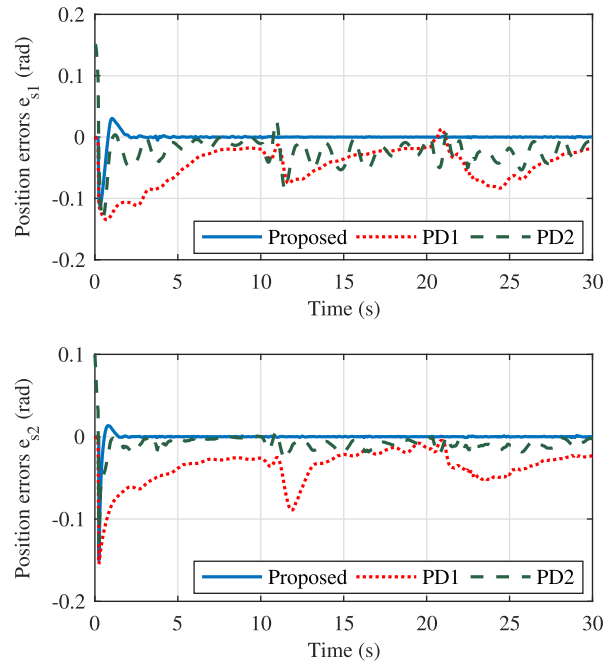 Position errors e_s1 (rad)
0.2
0.1
0
-0.1
-0.2
Proposed PD1 PD2
0 5 10 15 20 25 30
Time (s)
Position errors e_s2 (rad)
0.1
0
-0.1
-0.2
Proposed PD1 PD2
0 5 10 15 20 25 30
Time (s)